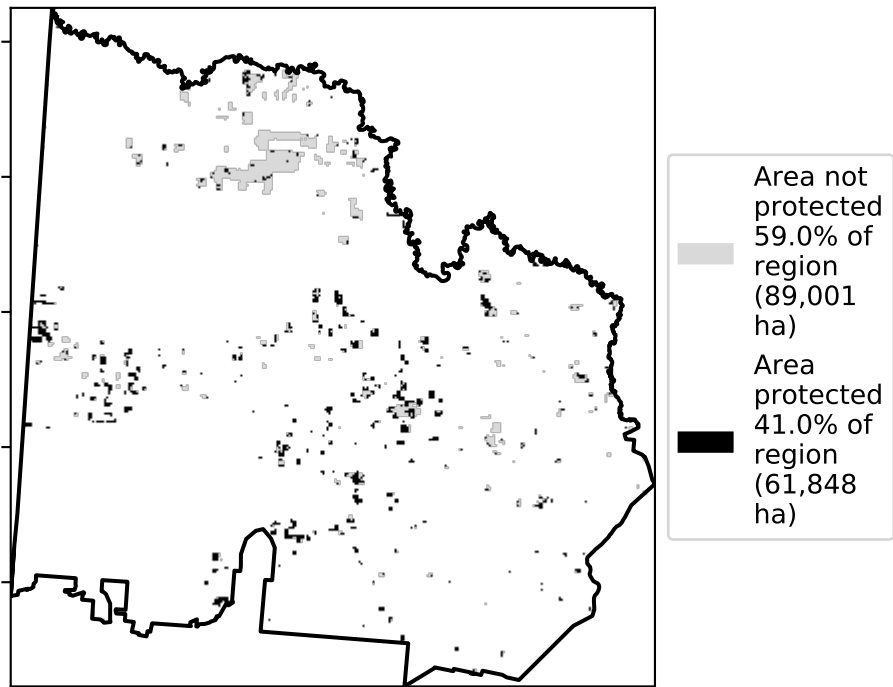 Area not
protected
59.0% of
region
(89,001
ha)
Area
protected
41.0% of
region
(61,848
ha)